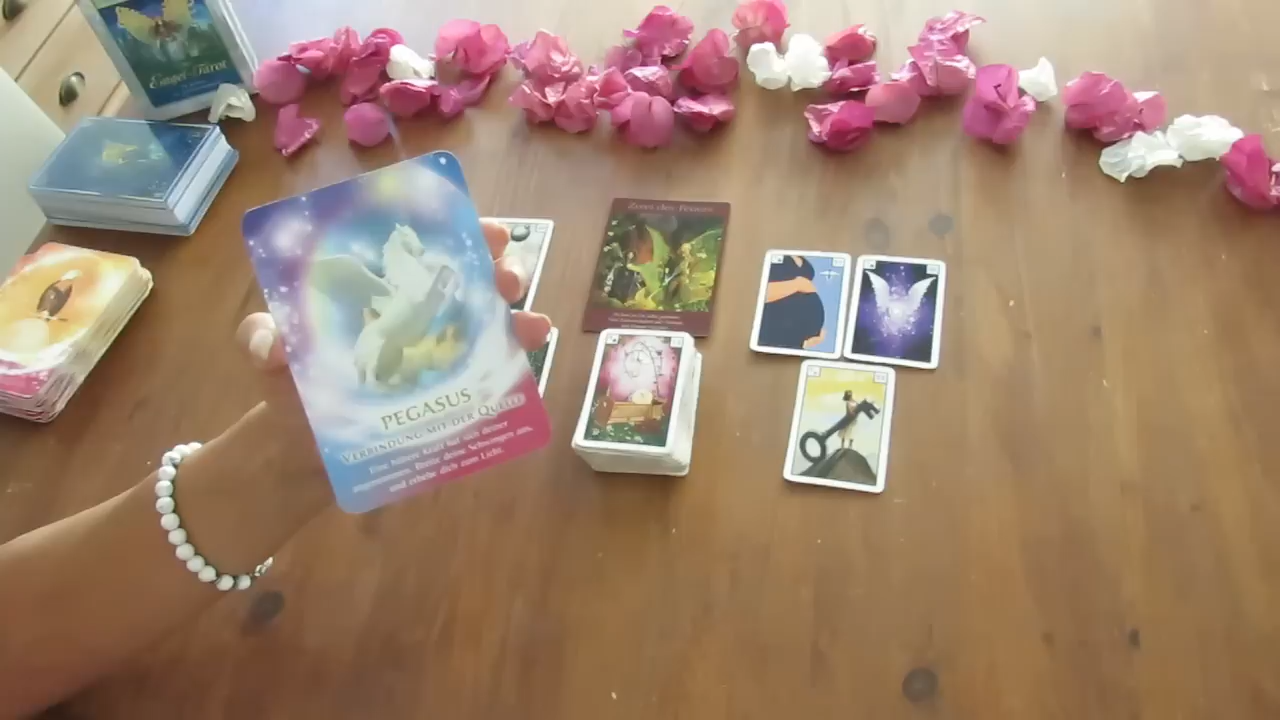 Engel-Tarot
Zwei des Feuers
PEGASUS
VERBINDUNG MIT DER QUELLE
Eine höhere Kraft hat sich deiner
angenommen. Breite deine Schwingen aus,
und erhebe dich zum Licht.